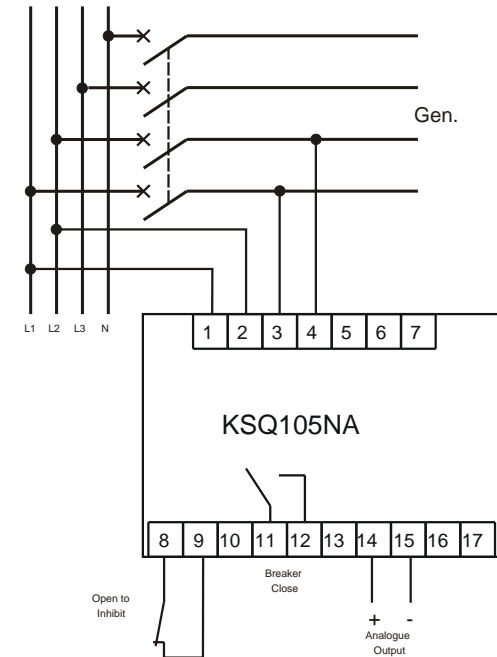 Gen.
L1 L2 L3 N
1 2 3 4 5 6 7
KSQ105NA
8 9 10 11 12 13 14 15 16 17
Breaker
Close
Open to
Inhibit
+ -
Analogue
Output